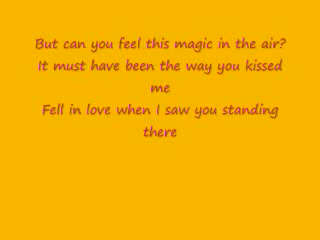 But can you feel this magic in the air?
It must have been the way you kissed
me
Fell in love when I saw you standing
there